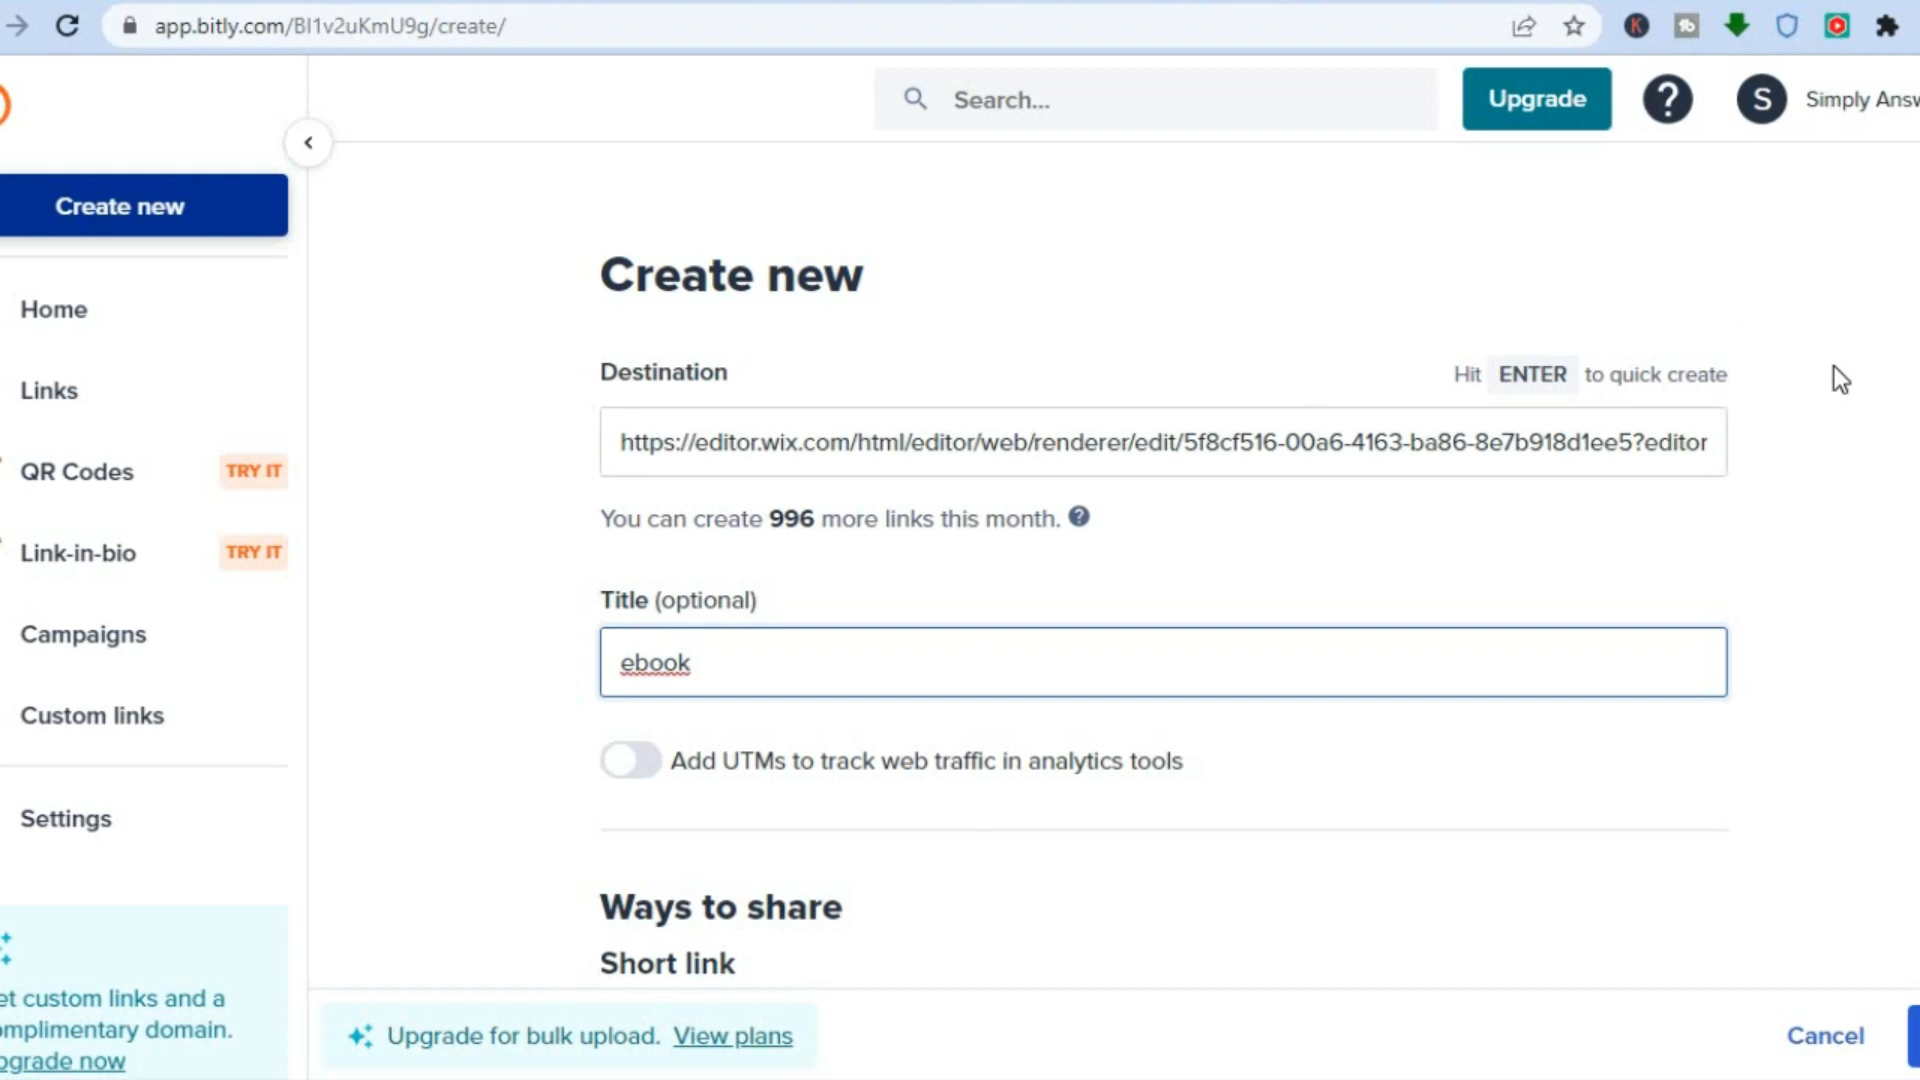 app.bitly.com/Bl1v2uKmU9g/create/
Search...
Upgrade
?
S
Simply
Create new
Home
Links
QR Codes
TRY IT
Link-in-bio
TRY IT
Campaigns
Custom links
Settings
custom links and a
domain.
now
Create new
Destination
Hit ENTER to quick create
https://editor.wix.com/html/editor/web/renderer/edit/5f8cf516-00a6-4163-ba86-8e7b918d1ee5?editor
You can create 996 more links this month. ?
Title (optional)
ebook
Add UTMs to track web traffic in analytics tools
Ways to share
Short link
Upgrade for bulk upload. View plans
Cancel